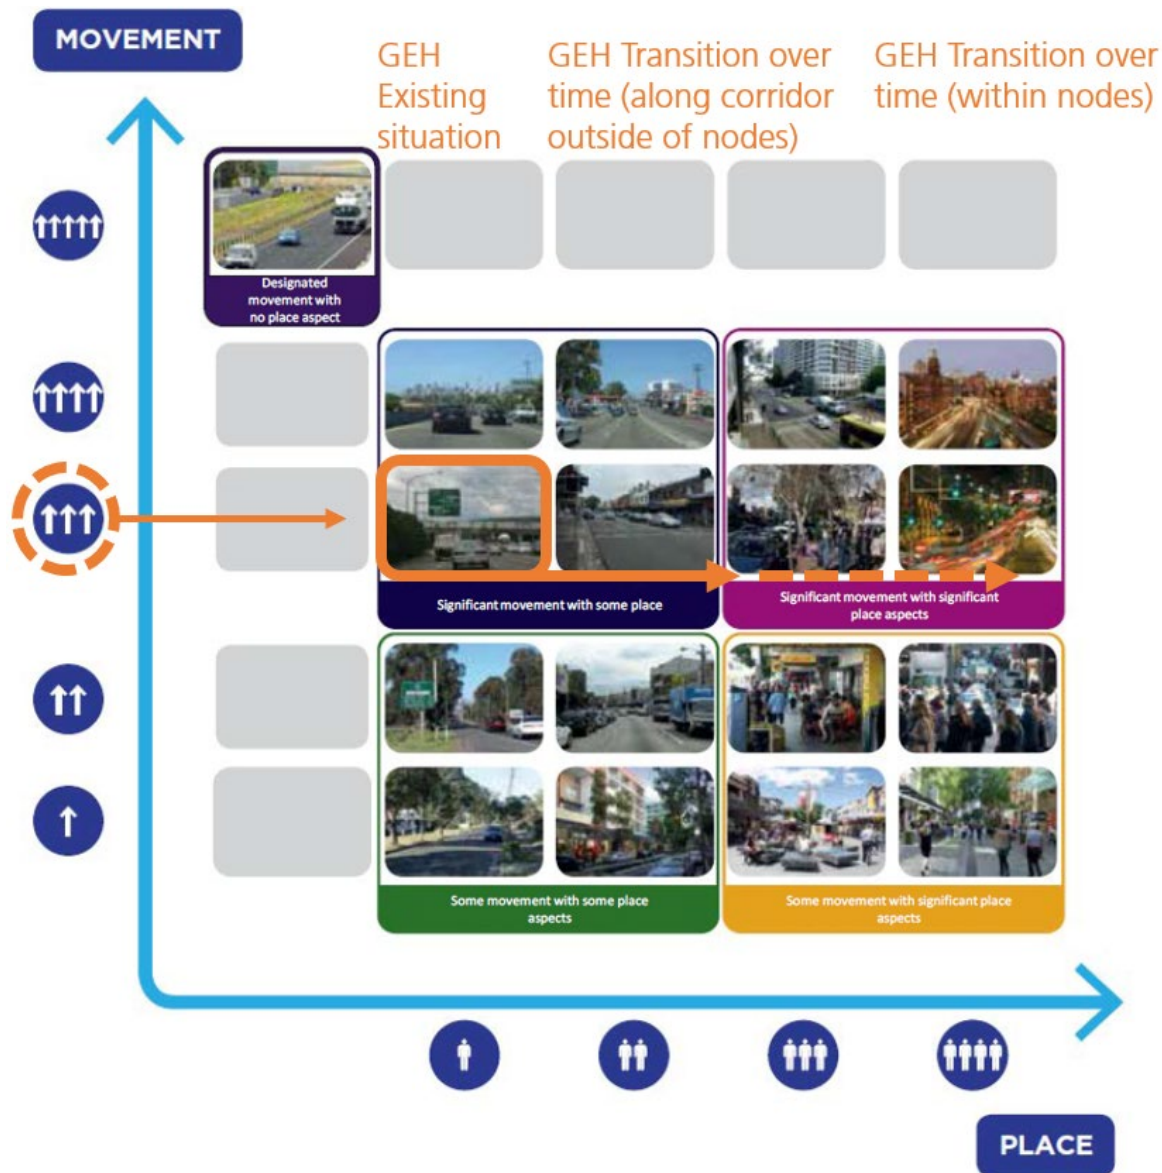 MOVEMENT
GEH
Existing
situation
GEH Transition over
time (along corridor
outside of nodes)
GEH Transition over
time (within nodes)
Designated
movement with
no place aspect
Significant movement with some place
Significant movement with significant
place aspects
Some movement with some place
aspects
Some movement with significant place
aspects
PLACE